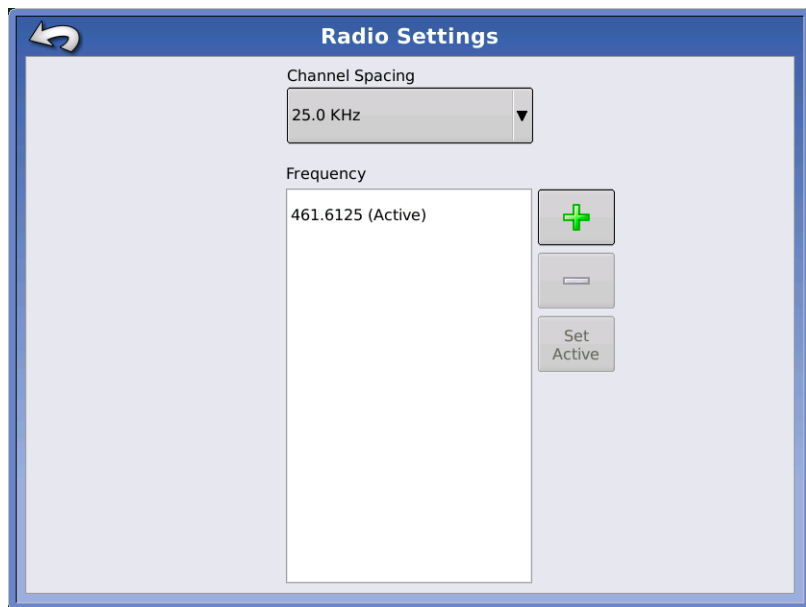 Radio Settings
Channel Spacing
25.0 KHz
Frequency
461.6125 (Active)
Set
Active